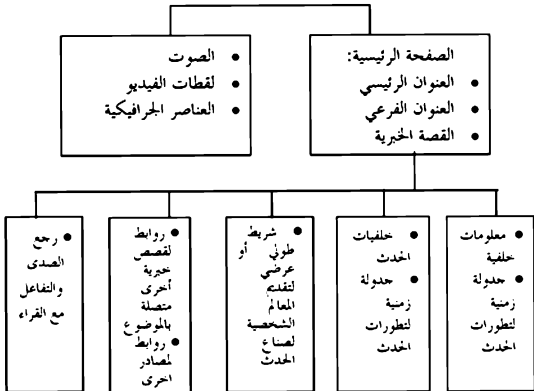 الصفحة الرئيسية:
● العنوان الرئيسي
● العنوان الفرعي
● القصة الخبرية
● الصوت
● لقطات الفيديو
● العناصر الجرافيكية
● معلومات
خلفية
● جدولة
زمنية
لتطورات
الحدث
● خلفيات
الحدث
● جدولة
زمنية
لتطورات
الحدث
● شريط
طولي أو
عرضي
لتقديم
المعالم
الشخصية
لصناع
الحدث
● روابط
لقصص
خبرية
أخرى
متصلة
بالموضوع
● روابط
لمصادر
اخرى
● رجع
الصدى
والتفاعل
مع القراء